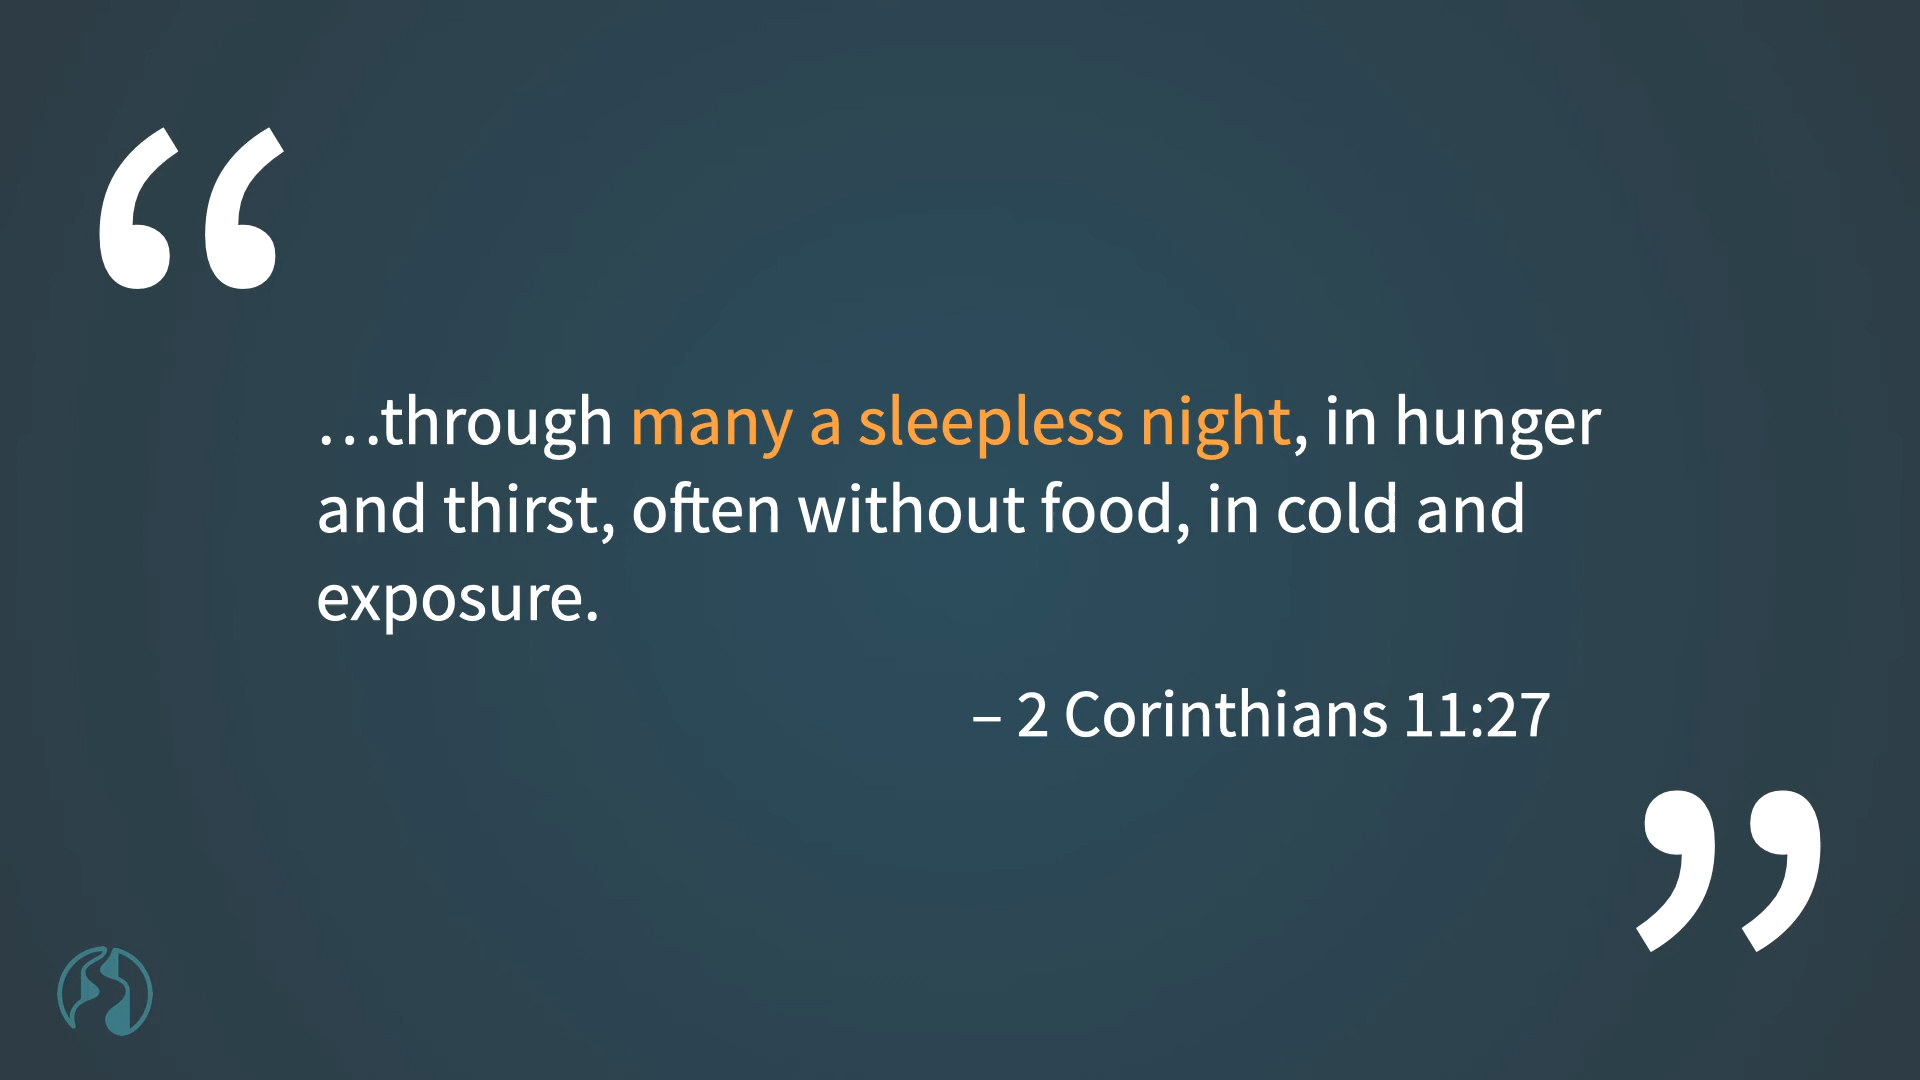 “
…through many a sleepless night, in hunger
and thirst, often without food, in cold and
exposure.
– 2 Corinthians 11:27
”